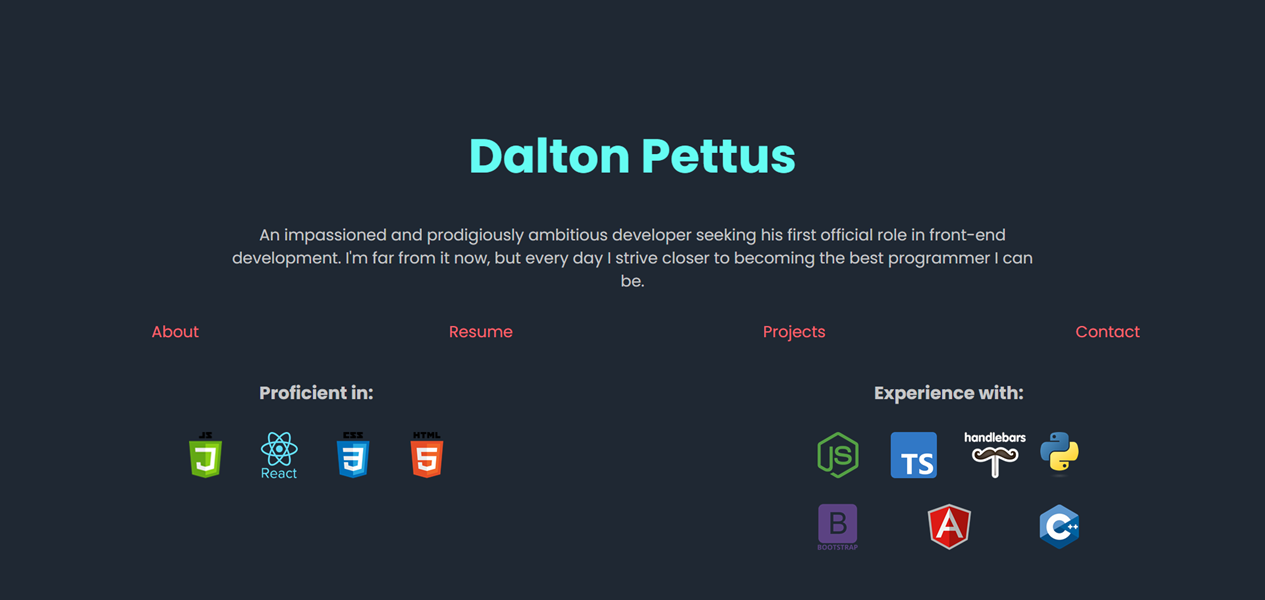 Dalton Pettus
An impassioned and prodigiously ambitious developer seeking his first official role in front-end
development. I'm far from it now, but every day I strive closer to becoming the best programmer I can
be.
About Resume Projects Contact
Proficient in: Experience with:
JS React CSS 3 HTML 5 JS TS handlebars
B BOOTSTRAP A C++